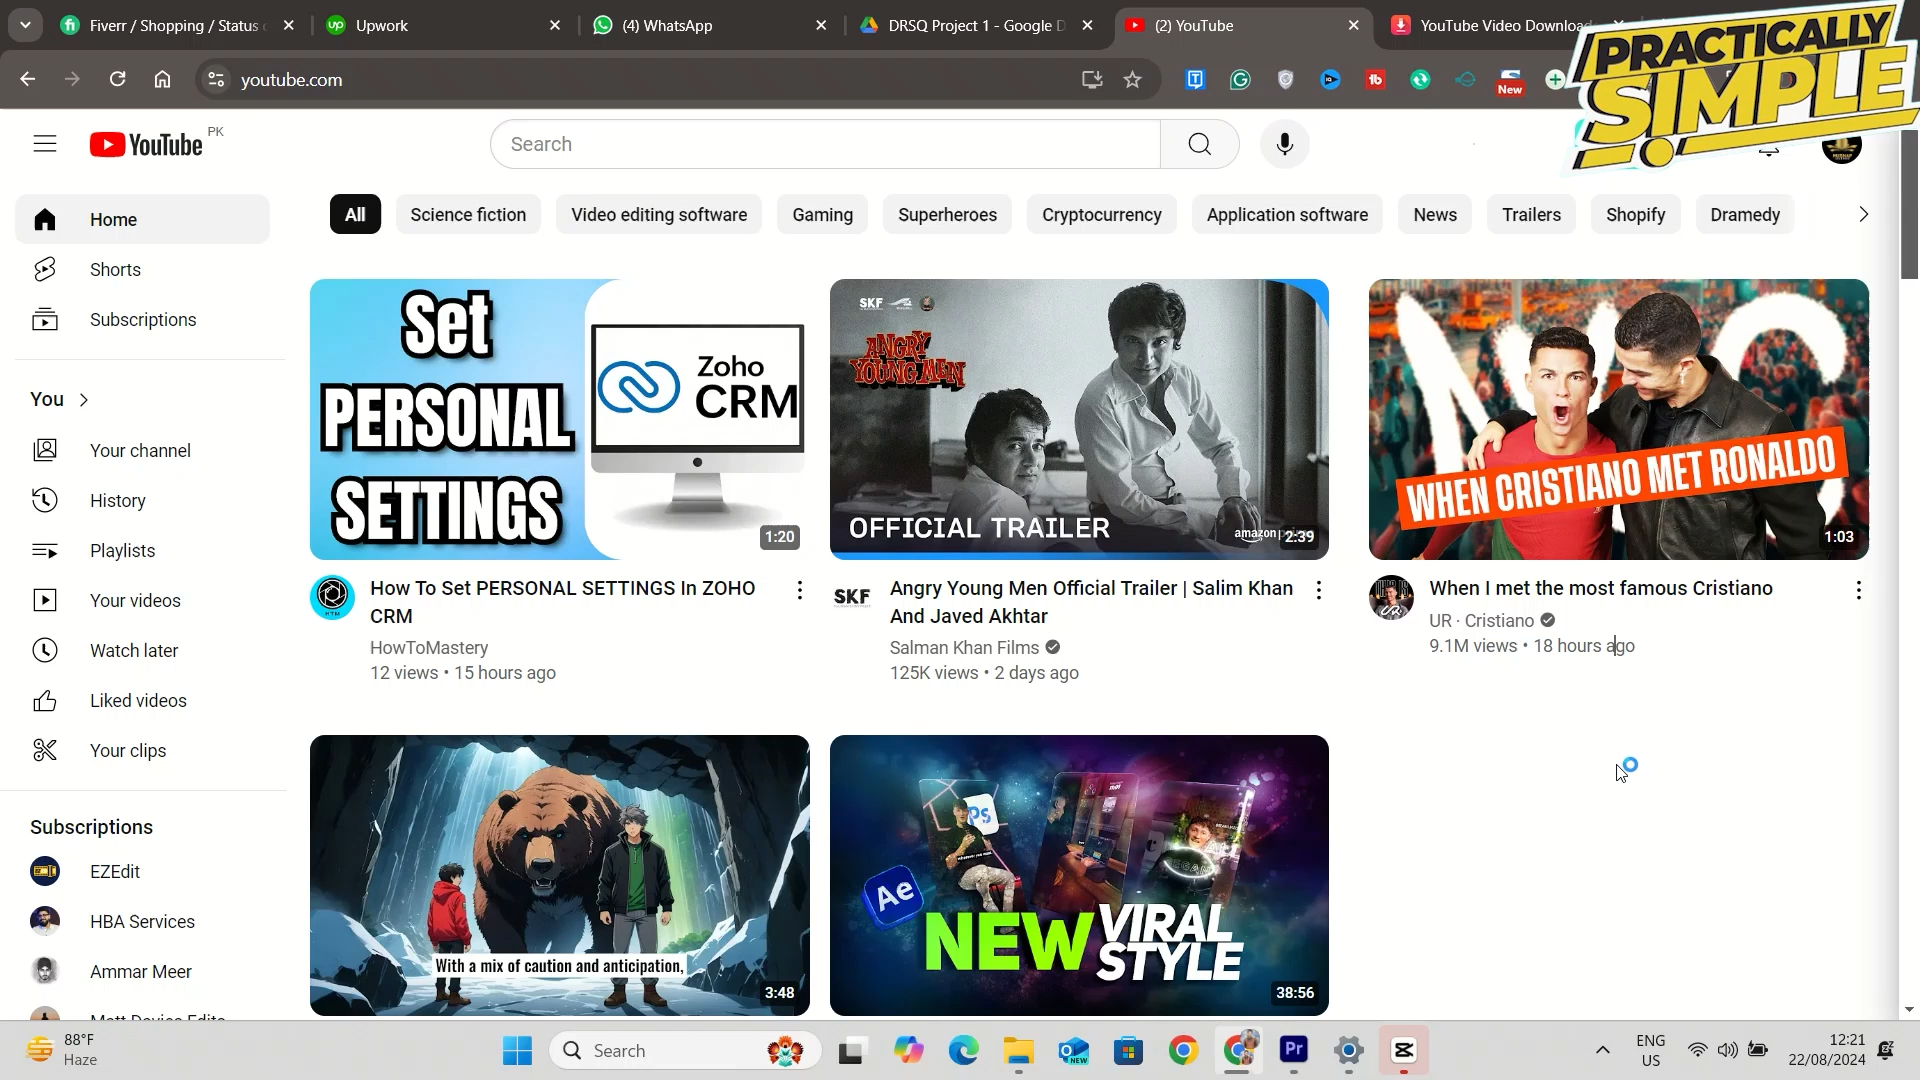 Fiverr / Shopping / Status
Upwork
(4) WhatsApp
DRSQ Project 1 - Google D
(2) YouTube
YouTube Video Download
PRACTICALLY
SIMPLE
youtube.com
New
YouTube PK
Search
Home
Shorts
Subscriptions
You
Your channel
History
Playlists
Your videos
Watch later
Liked videos
Your clips
Subscriptions
EZEdit
HBA Services
Ammar Meer
All
Science fiction
Video editing software
Gaming
Superheroes
Cryptocurrency
Application software
News
Trailers
Shopify
Dramedy
Set
PERSONAL
SETTINGS
Zoho
CRM
1:20
How To Set PERSONAL SETTINGS In ZOHO
CRM
HowToMastery
12 views • 15 hours ago
SKF
ANGRY
YOUNG MEN
OFFICIAL TRAILER
amazon
2:39
SKF
Angry Young Men Official Trailer | Salim Khan
And Javed Akhtar
Salman Khan Films
125K views • 2 days ago
WHEN CRISTIANO MET RONALDO
1:03
When I met the most famous Cristiano
UR · Cristiano
9.1M views • 18 hours ago
With a mix of caution and anticipation,
3:48
Ps
Ae
NEW VIRAL
STYLE
38:56
88°F
Haze
Search
NEW
Pr
ENG
US
12:21
22/08/2024